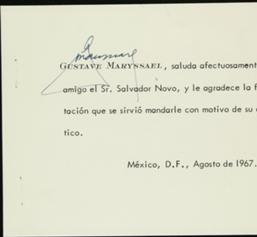 GUSTAVE MARYSSAEL, saluda afectuosament
amigo el Sr. Salvador Novo, y le agradece la f
tación que se sirvió mandarle con motivo de su
tico.
México, D.F., Agosto de 1967.